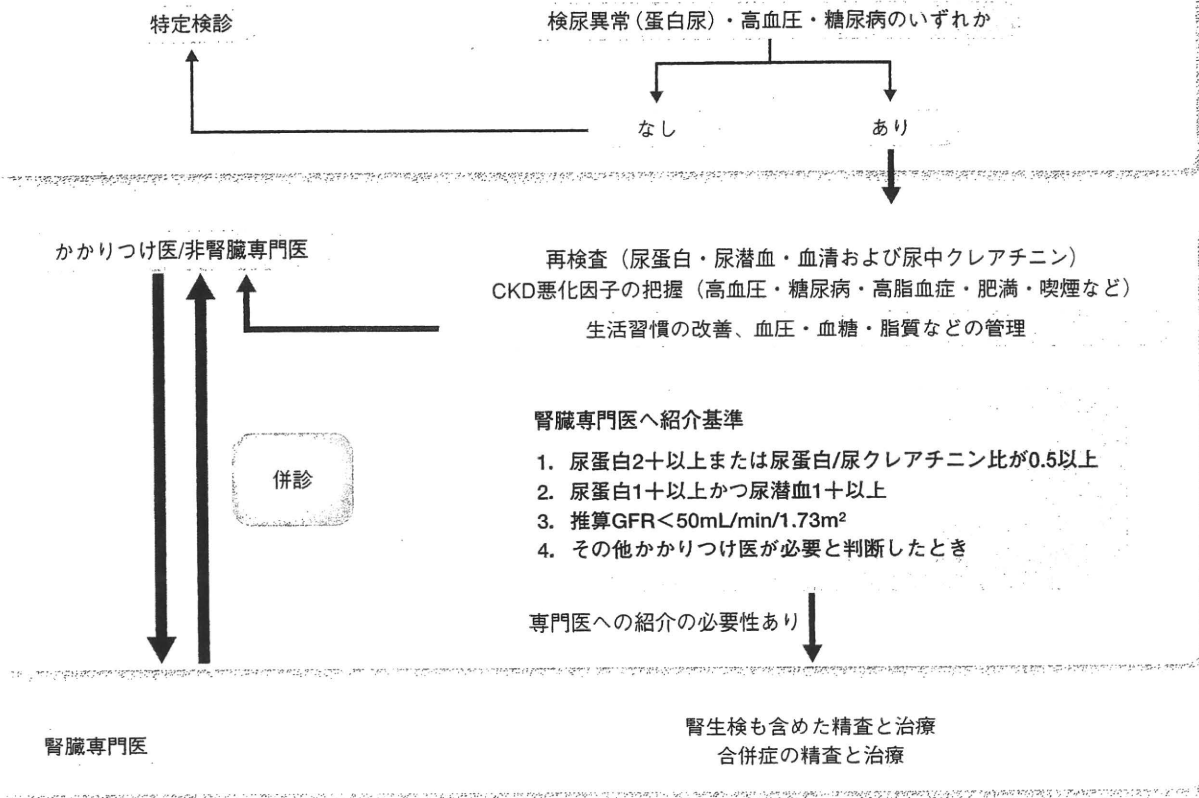 特定検診
検尿異常（蛋白尿）・高血圧・糖尿病のいずれか
なし
あり
かかりつけ医/非腎臓専門医
再検査（尿蛋白・尿潜血・血清および尿中クレアチニン）
CKD悪化因子の把握（高血圧・糖尿病・高脂血症・肥満・喫煙など）
生活習慣の改善、血圧・血糖・脂質などの管理
併診
腎臓専門医へ紹介基準
1. 尿蛋白2＋以上または尿蛋白/尿クレアチニン比が0.5以上
2. 尿蛋白1＋以上かつ尿潜血1＋以上
3. 推算GFR＜50mL/min/1.73m²
4. その他かかりつけ医が必要と判断したとき
専門医への紹介の必要性あり
腎臓専門医
腎生検も含めた精査と治療
合併症の精査と治療